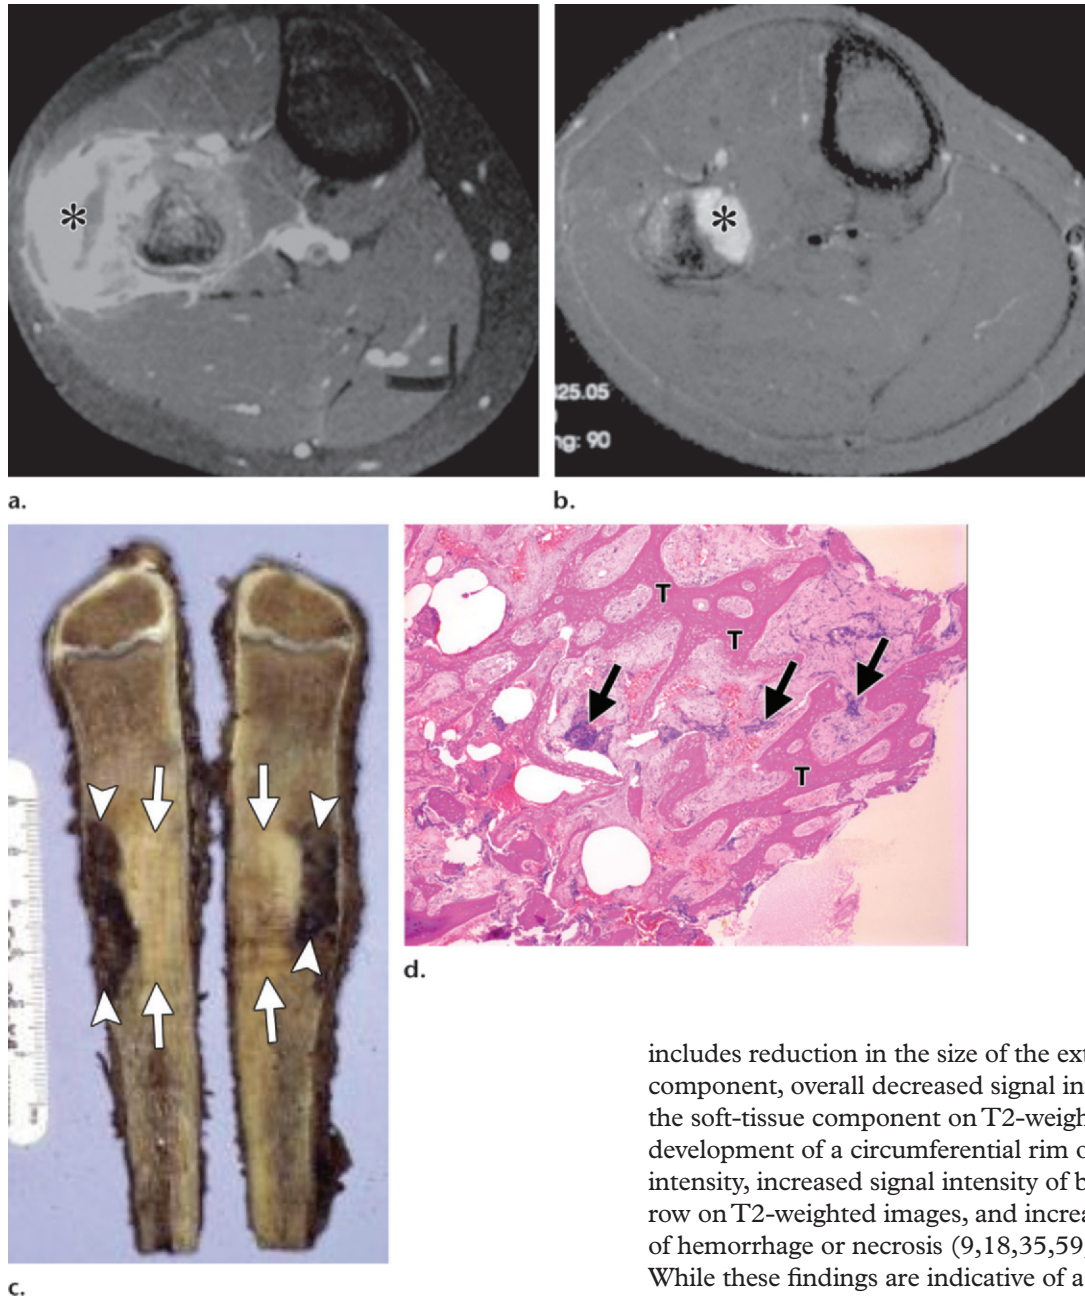 *
*
25.05
ng: 90
a.
b.
T
T
T
d.
c.
includes reduction in the size of the ext
component, overall decreased signal in
the soft-tissue component on T2-weigh
development of a circumferential rim o
intensity, increased signal intensity of b
row on T2-weighted images, and increa
of hemorrhage or necrosis (9,18,35,59,
While these findings are indicative of a